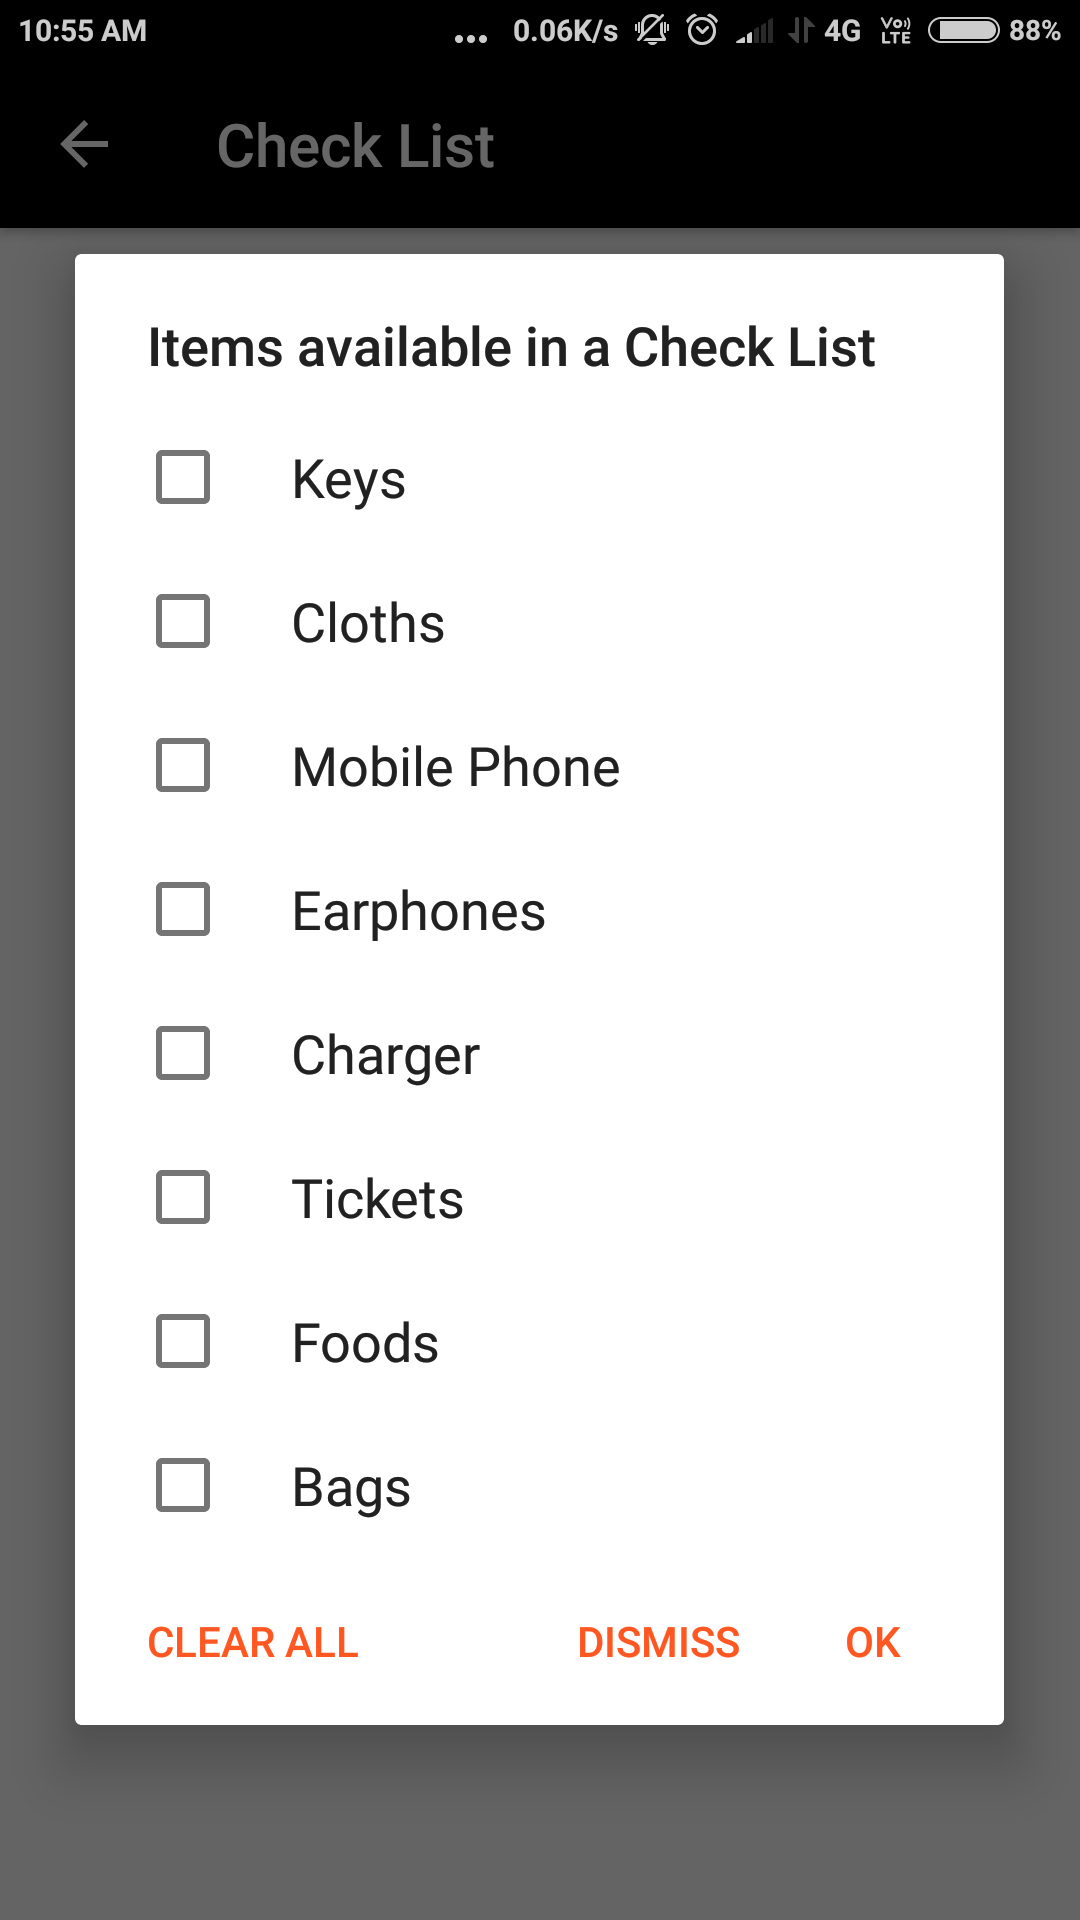 10:55 AM ... 0.06K/s 4G VoLTE 88%
Check List
Items available in a Check List
Keys
Cloths
Mobile Phone
Earphones
Charger
Tickets
Foods
Bags
CLEAR ALL DISMISS OK